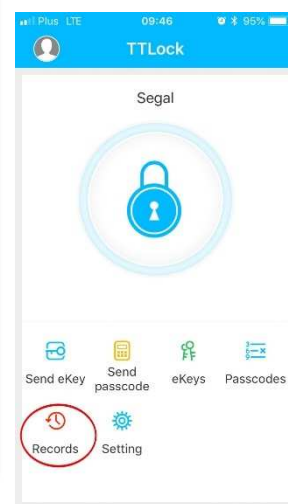 Plus LTE 09:46 95%
TTLock
Segal
Send eKey Send passcode eKeys Passcodes
Records Setting